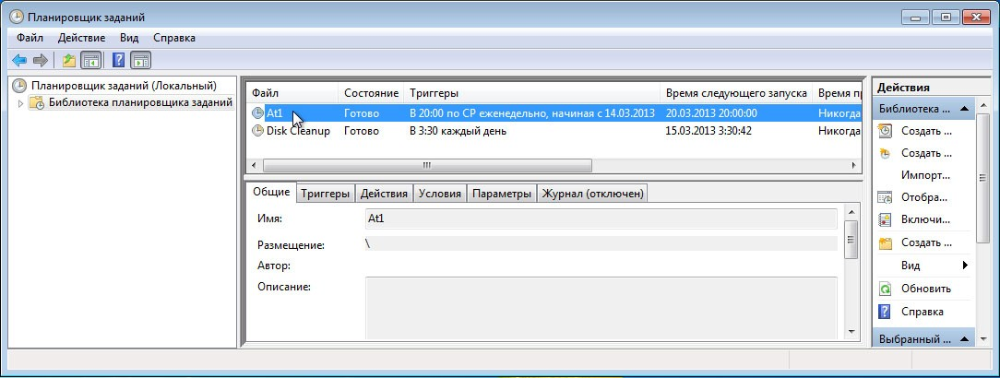 Планировщик заданий
Файл Действие Вид Справка
Планировщик заданий (Локальный)
Библиотека планировщика заданий
Файл Состояние Триггеры Время следующего запуска Время п
At1 Готово В 20:00 по СР еженедельно, начиная с 14.03.2013 20.03.2013 20:00:00 Никогда
Disk Cleanup Готово В 3:30 каждый день 15.03.2013 3:30:42 Никогда
Общие Триггеры Действия Условия Параметры Журнал (отключен)
Имя: At1
Размещение: \
Автор:
Описание:
Действия
Библиотека ...
Создать ...
Создать ...
Импорт...
Отобра...
Включи...
Создать ...
Вид
Обновить
Справка
Выбранный ...